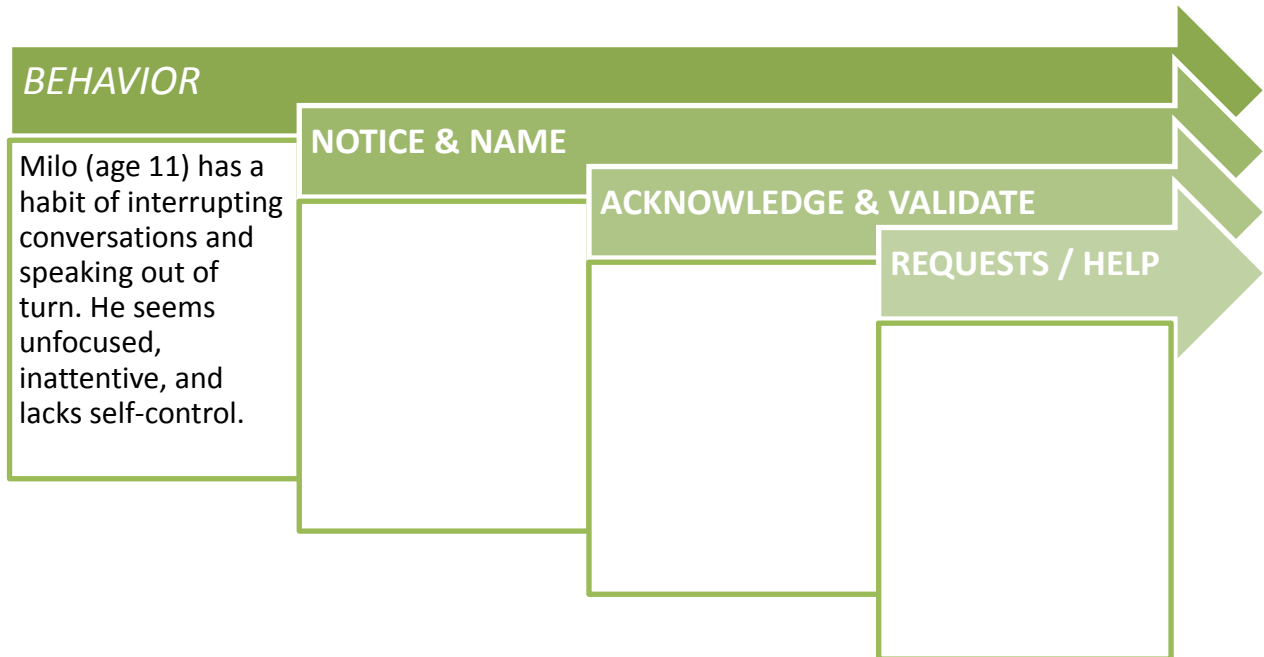 BEHAVIOR
Milo (age 11) has a
habit of interrupting
conversations and
speaking out of
turn. He seems
unfocused,
inattentive, and
lacks self-control.
NOTICE & NAME
ACKNOWLEDGE & VALIDATE
REQUESTS / HELP